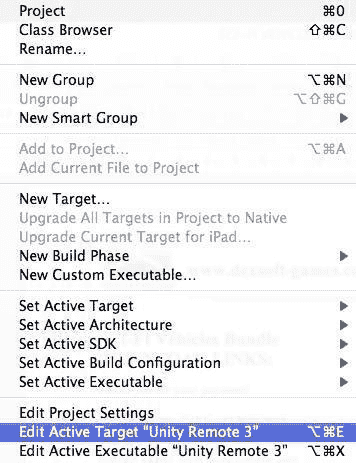 Project ⌘0
Class Browser ⇧⌘C
Rename...
New Group ⌥⌘N
Ungroup ⌥⇧⌘G
New Smart Group ▶
Add to Project... ⌥⌘A
Add Current File to Project
New Target...
Upgrade All Targets in Project to Native
Upgrade Current Target for iPad...
New Build Phase ▶
New Custom Executable...
www.dexsoft-games.c
Set Active Target ▶
Set Active Architecture ▶
Set Active SDK ▶
Set Active Build Configuration ▶
Set Active Executable ▶
Edit Project Settings
Edit Active Target “Unity Remote 3” ⌥⌘E
Edit Active Executable “Unity Remote 3” ⌥⌘X